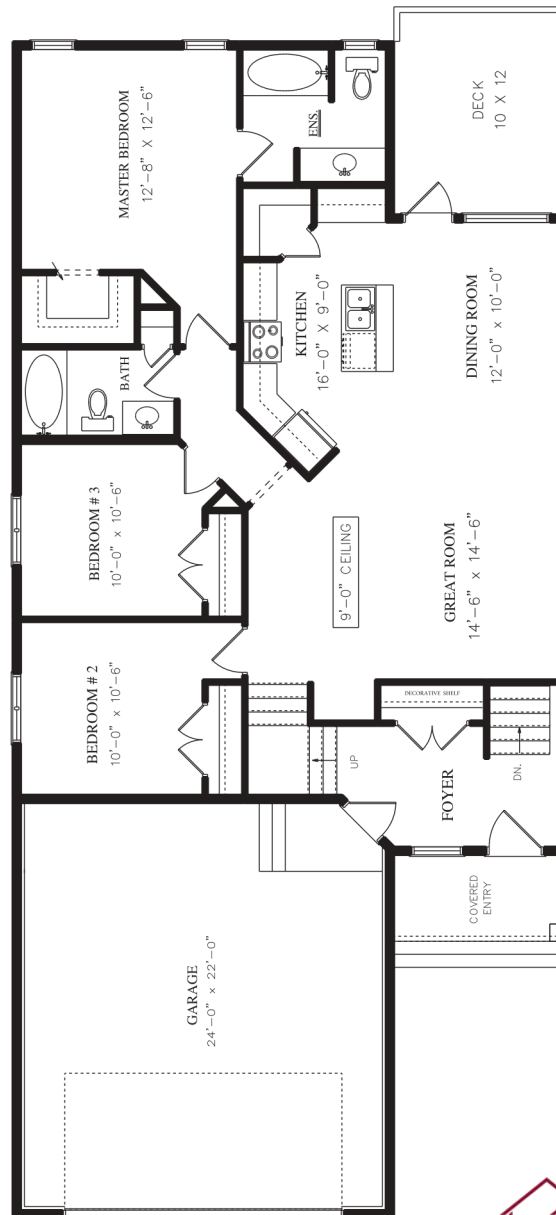 MASTER BEDROOM
12'-8" X 12'-6"
ENS.
DECK
10 X 12
BATH
KITCHEN
16'-0" X 9'-0"
DINING ROOM
12'-0" X 10'-0"
BEDROOM # 3
10'-0" x 10'-6"
9'-0" CEILING
GREAT ROOM
14'-6" x 14'-6"
BEDROOM # 2
10'-0" x 10'-6"
DECORATIVE SHELF
UP
FOYER
DN.
COVERED
ENTRY
GARAGE
24'-0" x 22'-0"